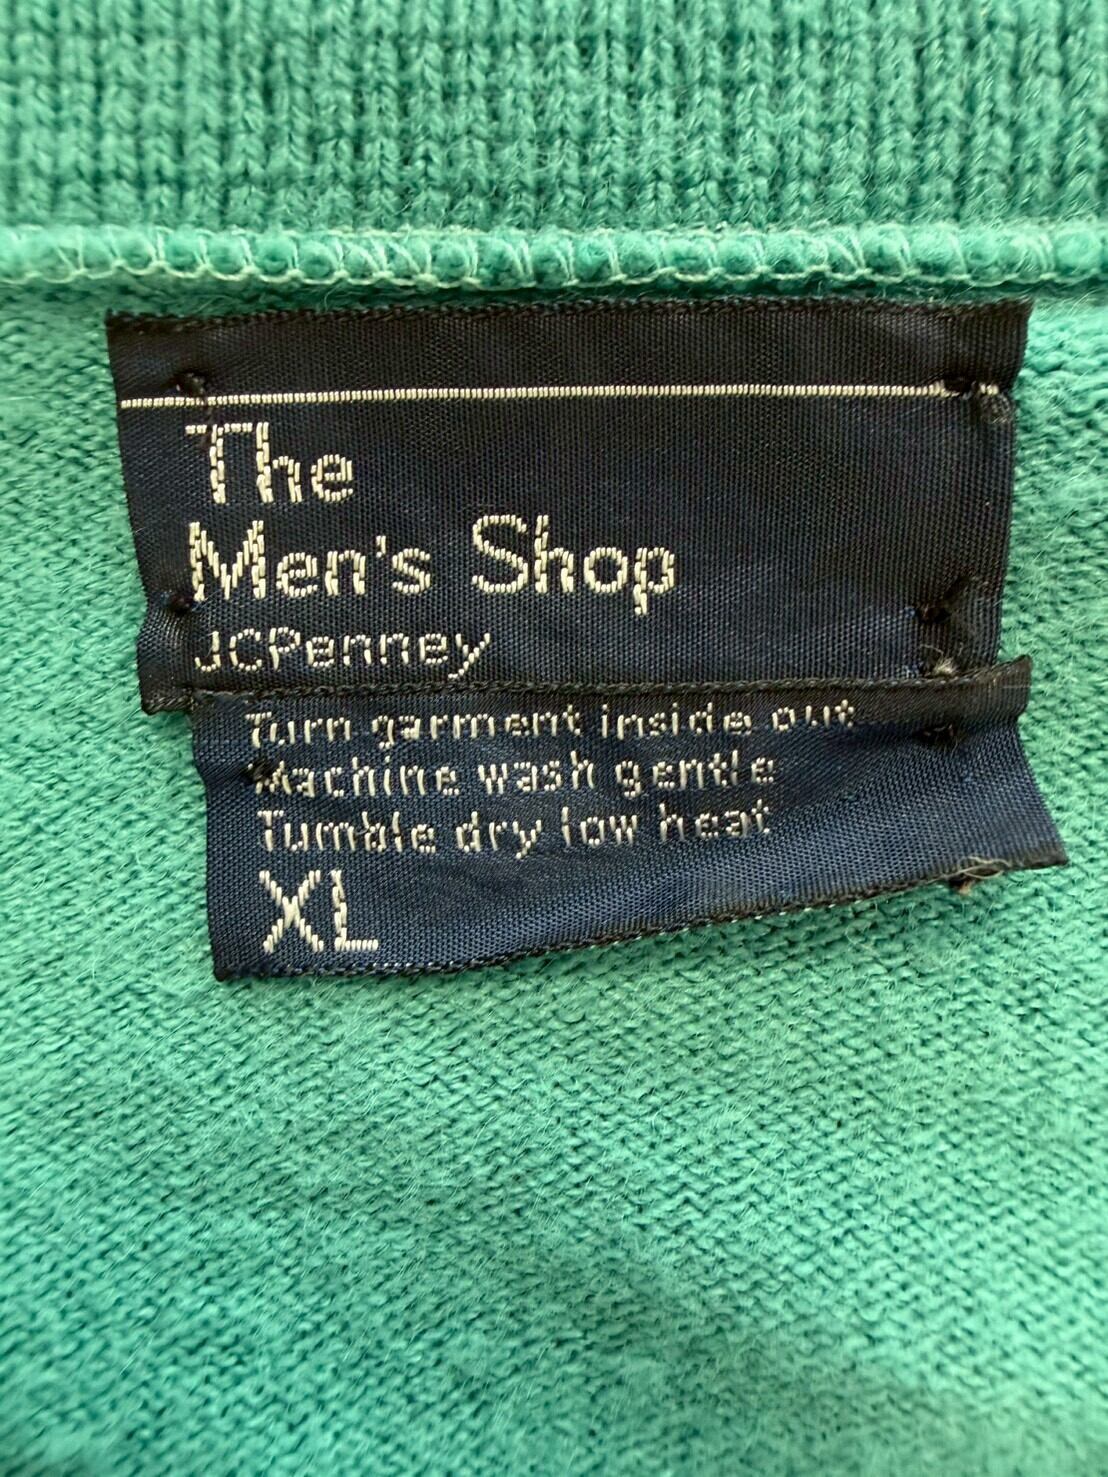 The
Men's Shop
JCPenney
Turn garment inside out
Machine wash gentle
Tumble dry low heat
XL